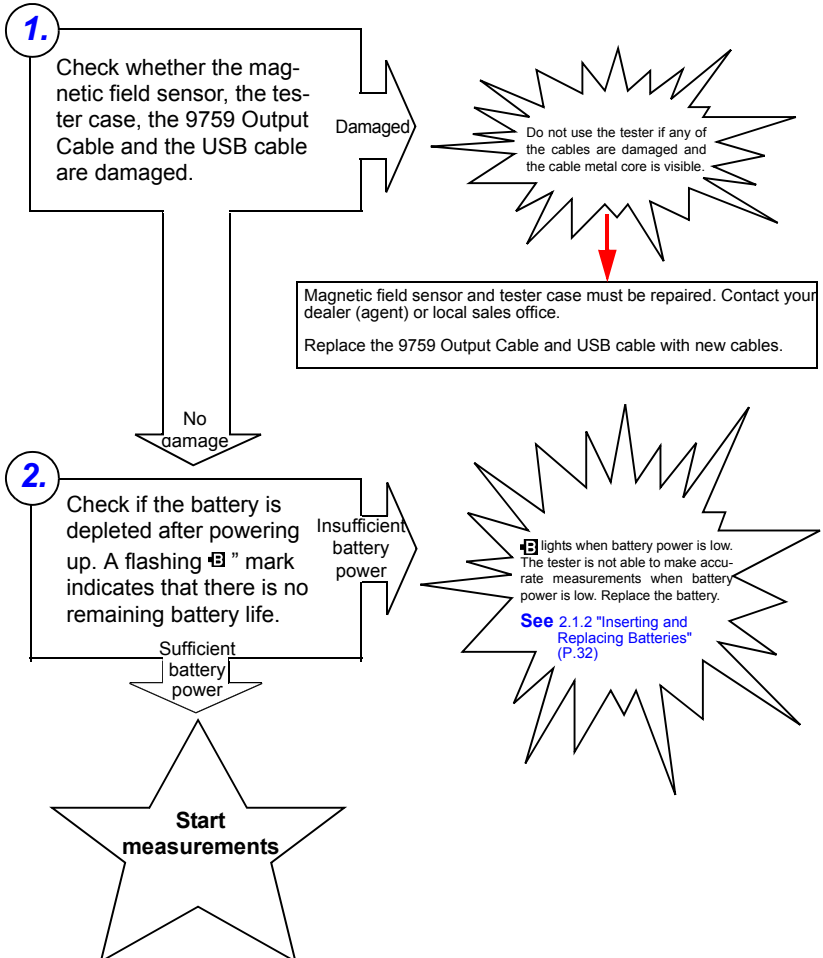 1.
Check whether the mag-
netic field sensor, the tes-
ter case, the 9759 Output
Cable and the USB cable
are damaged.
Damaged
Do not use the tester if any of
the cables are damaged and
the cable metal core is visible.
Magnetic field sensor and tester case must be repaired. Contact your
dealer (agent) or local sales office.
Replace the 9759 Output Cable and USB cable with new cables.
No
damage
2.
Check if the battery is
depleted after powering
up. A flashing B ” mark
indicates that there is no
remaining battery life.
Insufficient
battery
power
B lights when battery power is low.
The tester is not able to make accu-
rate measurements when battery
power is low. Replace the battery.
See 2.1.2 "Inserting and
Replacing Batteries"
(P.32)
Sufficient
battery
power
Start
measurements